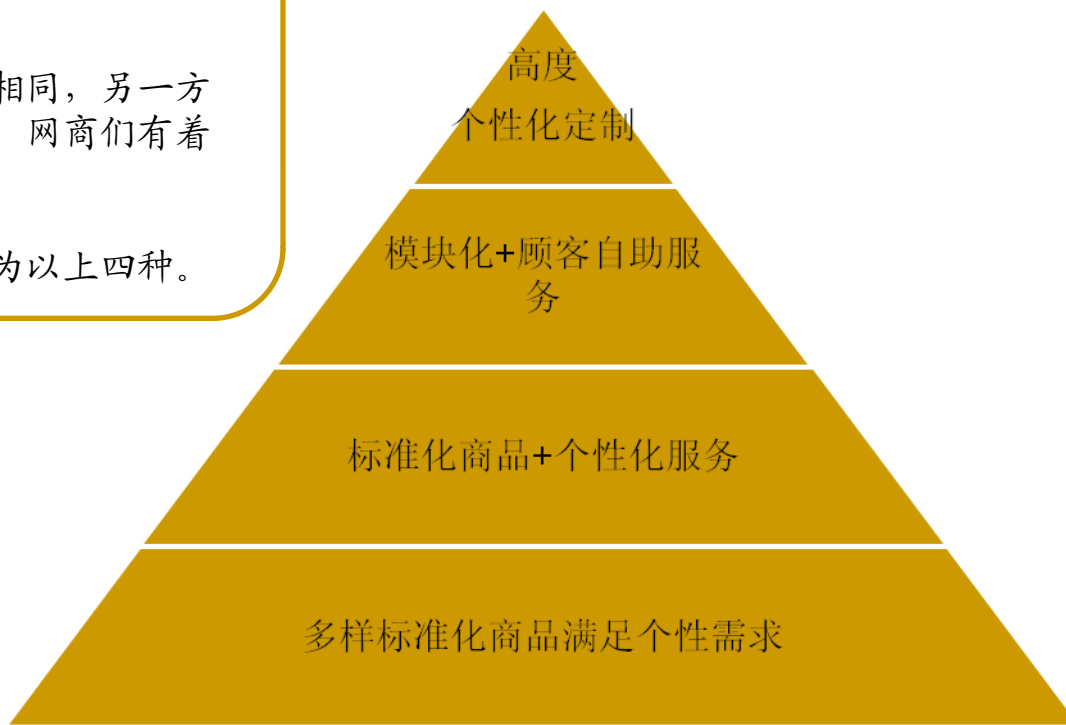 相同，另一方
网商们有着
为以上四种。
高度
个性化定制
模块化+顾客自助服
务
标准化商品+个性化服务
多样标准化商品满足个性需求